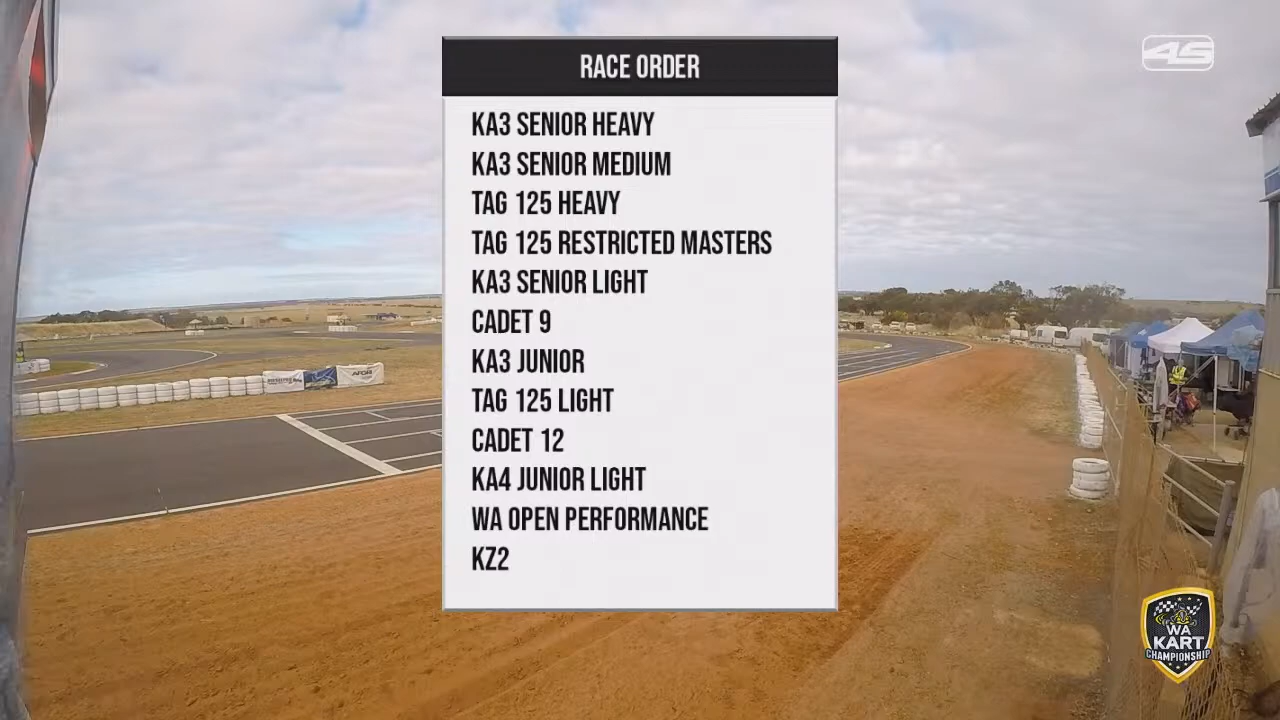 RACE ORDER
KA3 SENIOR HEAVY
KA3 SENIOR MEDIUM
TAG 125 HEAVY
TAG 125 RESTRICTED MASTERS
KA3 SENIOR LIGHT
CADET 9
KA3 JUNIOR
TAG 125 LIGHT
CADET 12
KA4 JUNIOR LIGHT
WA OPEN PERFORMANCE
KZ2
4S
WA
KART
CHAMPIONSHIP